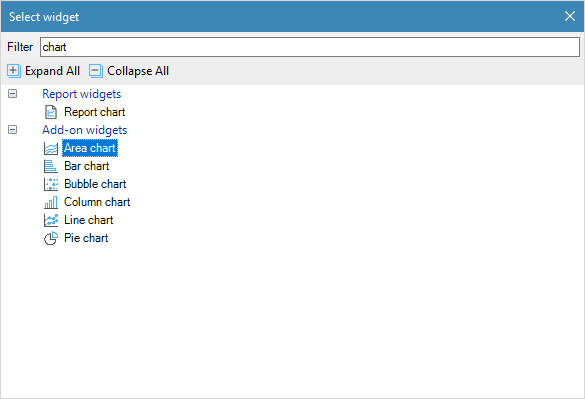 Select widget
Filter chart
Expand All Collapse All
Report widgets
Report chart
Add-on widgets
Area chart
Bar chart
Bubble chart
Column chart
Line chart
Pie chart